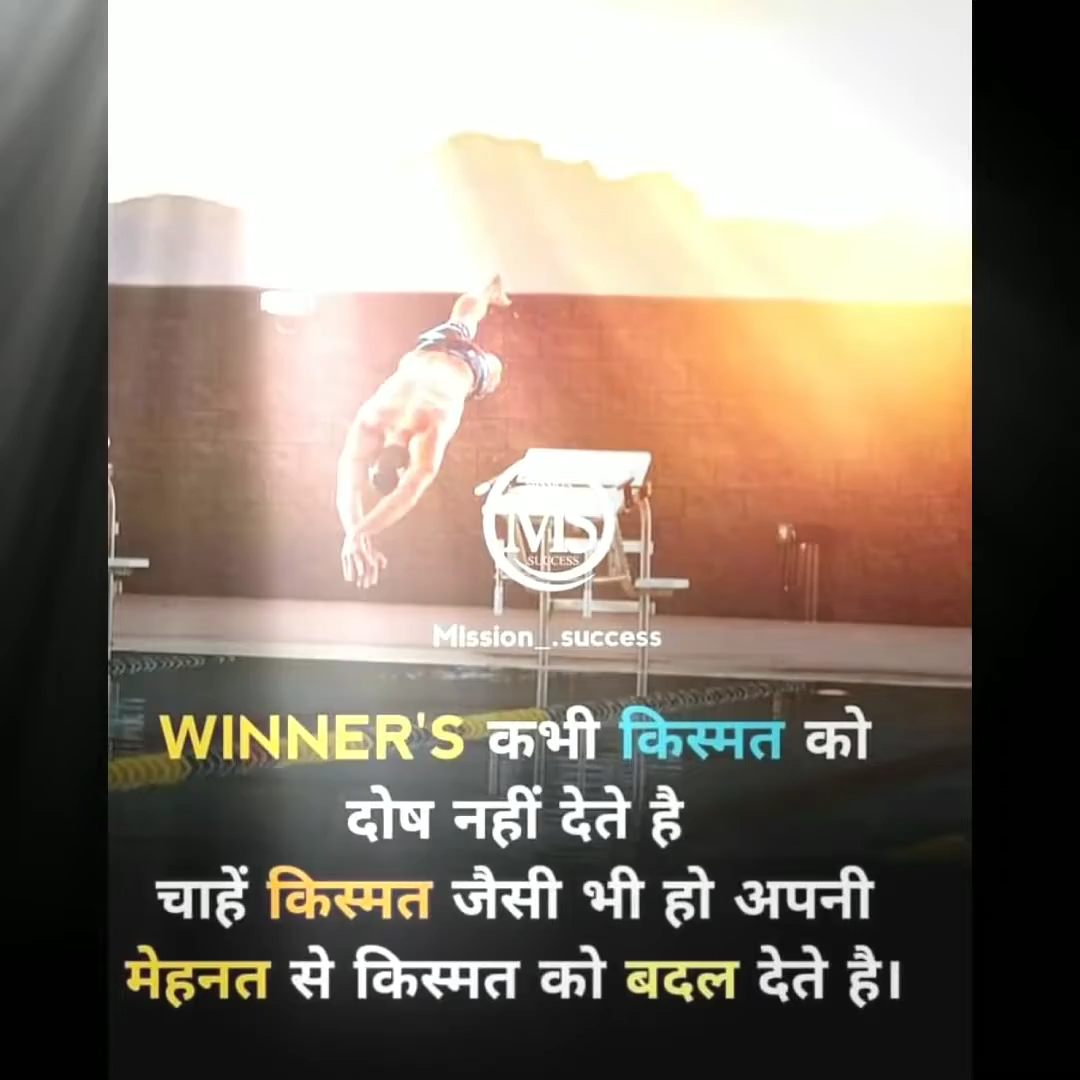 MS
SUCCESS
MIssion_.success
WINNER'S कभी किस्मत को
दोष नहीं देते है
चाहें किस्मत जैसी भी हो अपनी
मेहनत से किस्मत को बदल देते है।